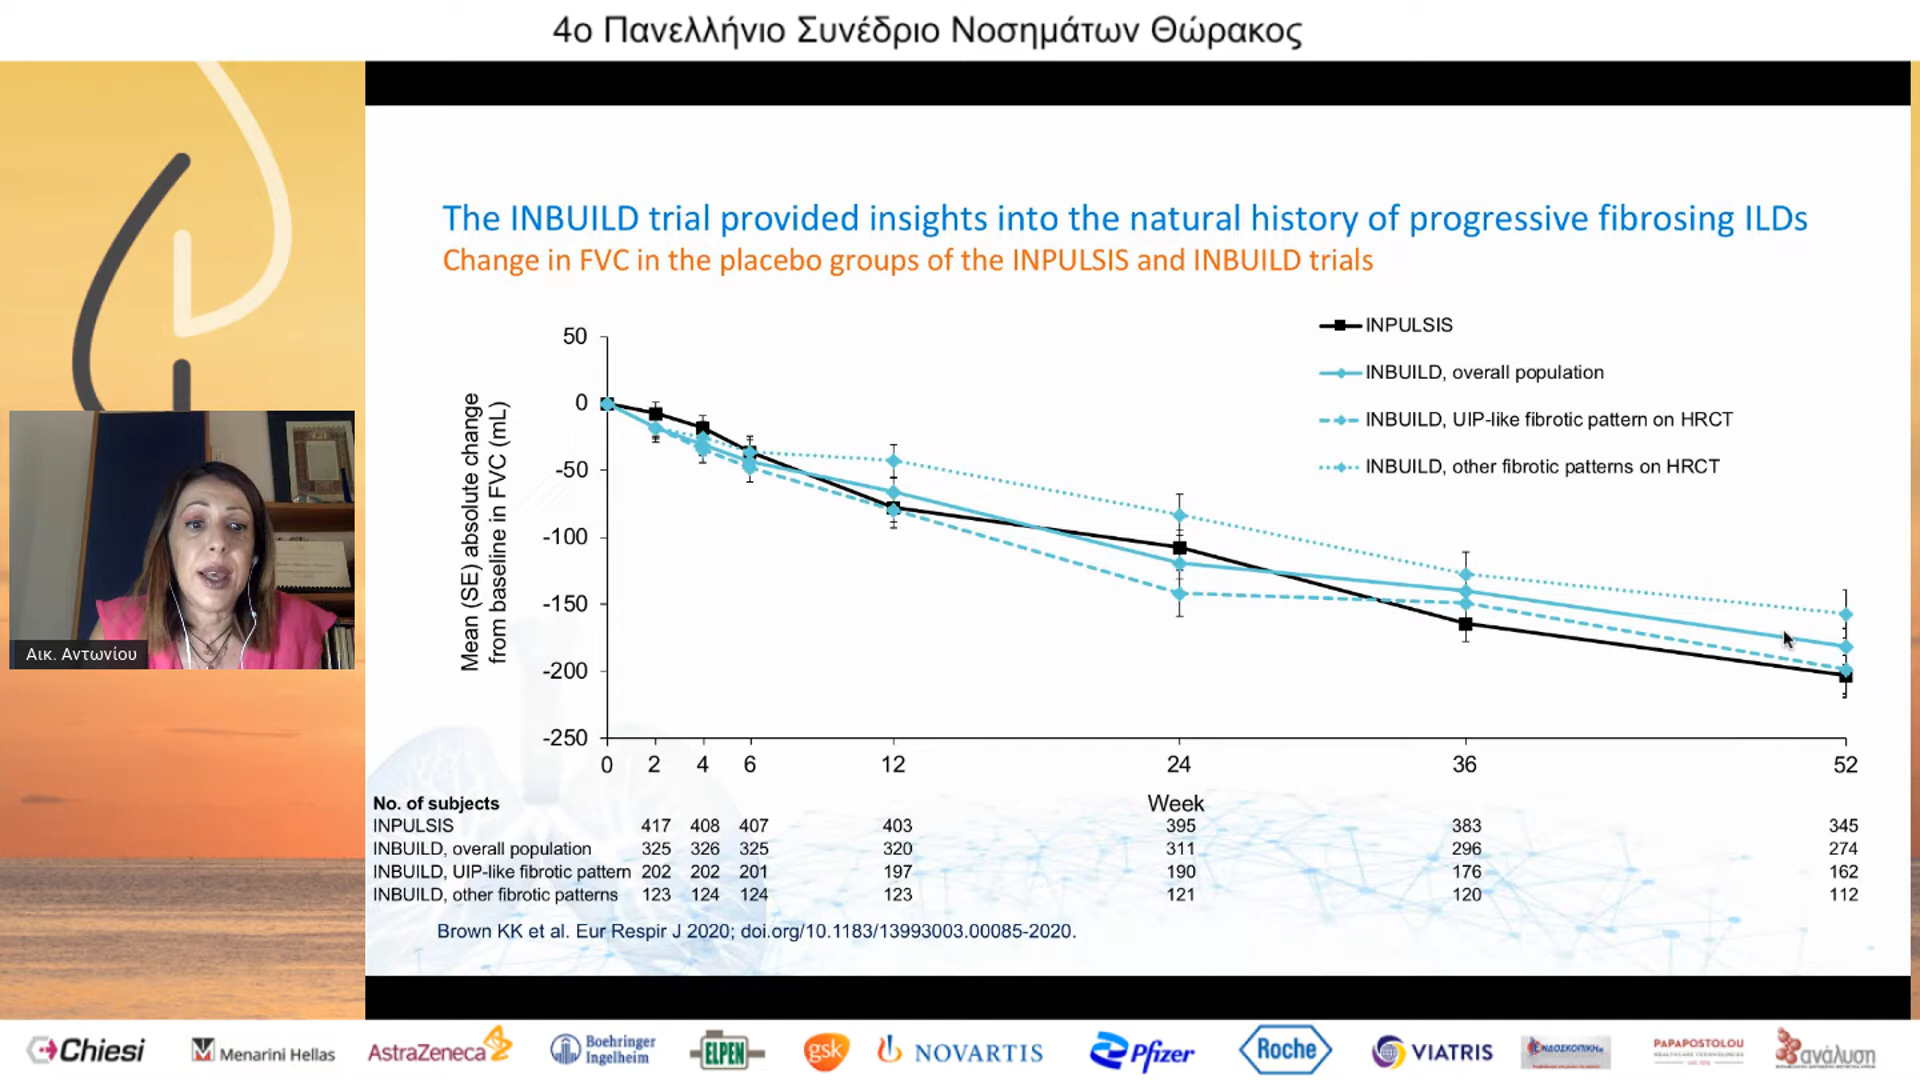 4ο Πανελλήνιο Συνέδριο Νοσημάτων Θώρακος
The INBUILD trial provided insights into the natural history of progressive fibrosing ILDs
Change in FVC in the placebo groups of the INPULSIS and INBUILD trials
INPULSIS
INBUILD, overall population
INBUILD, UIP-like fibrotic pattern on HRCT
INBUILD, other fibrotic patterns on HRCT
Mean (SE) absolute change
from baseline in FVC (mL)
50
0
-50
-100
-150
-200
-250
0 2 4 6 12 24 36 52
Week
No. of subjects
INPULSIS 417 408 407 403 395 383 345
INBUILD, overall population 325 326 325 320 311 296 274
INBUILD, UIP-like fibrotic pattern 202 202 201 197 190 176 162
INBUILD, other fibrotic patterns 123 124 124 123 121 120 112
Brown KK et al. Eur Respir J 2020; doi.org/10.1183/13993003.00085-2020.
Αικ. Αντωνίου
Chiesi
Menarini Hellas
AstraZeneca
Boehringer
Ingelheim
ELPEN
gsk
NOVARTIS
Pfizer
Roche
VIATRIS
ΕΝΔΟΣΚΟΠΙΚΗ
PAPAPOSTOLOU
ανάλυση